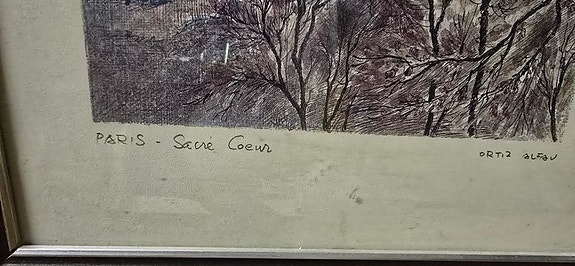 PARIS - Sacré Coeur
ORTIZ ALFAU